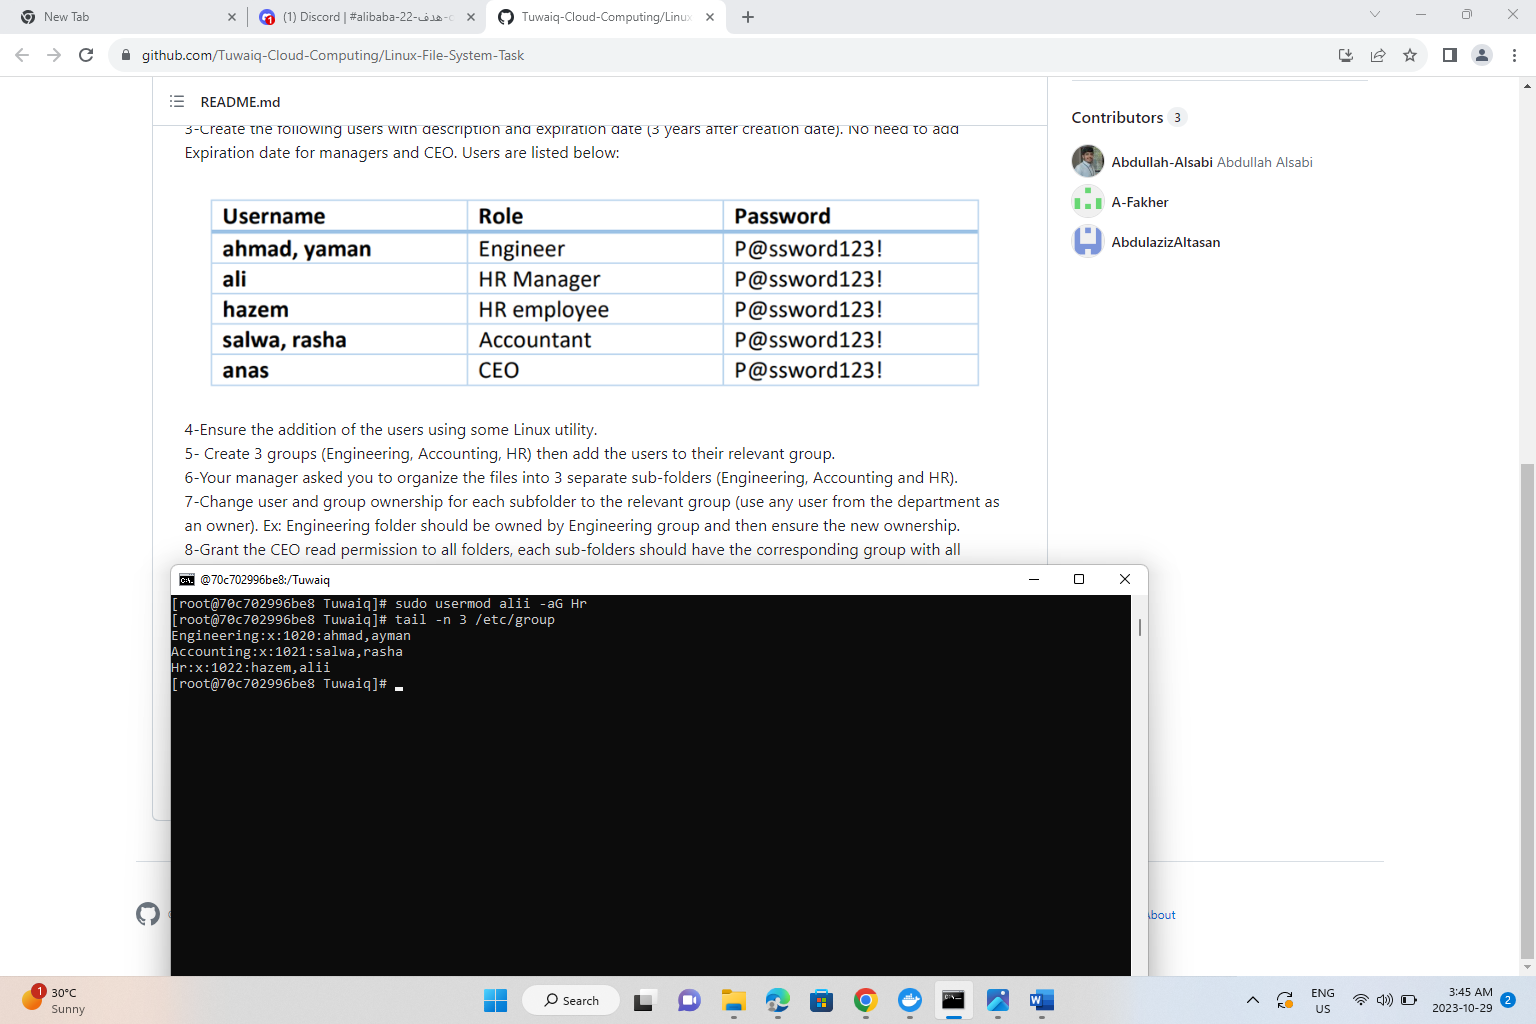 New Tab
(1) Discord | #alibaba-22-هدف
Tuwaiq-Cloud-Computing/Linux
github.com/Tuwaiq-Cloud-Computing/Linux-File-System-Task
README.md
3-Create the following users with description and expiration date (3 years after creation date). No need to add
Expiration date for managers and CEO. Users are listed below:
Username Role Password
ahmad, yaman Engineer P@ssword123!
ali HR Manager P@ssword123!
hazem HR employee P@ssword123!
salwa, rasha Accountant P@ssword123!
anas CEO P@ssword123!
4-Ensure the addition of the users using some Linux utility.
5- Create 3 groups (Engineering, Accounting, HR) then add the users to their relevant group.
6-Your manager asked you to organize the files into 3 separate sub-folders (Engineering, Accounting and HR).
7-Change user and group ownership for each subfolder to the relevant group (use any user from the department as
an owner). Ex: Engineering folder should be owned by Engineering group and then ensure the new ownership.
8-Grant the CEO read permission to all folders, each sub-folders should have the corresponding group with all
Contributors 3
Abdullah-Alsabi Abdullah Alsabi
A-Fakher
AbdulazizAltasan
@70c702996be8:/Tuwaiq
[root@70c702996be8 Tuwaiq]# sudo usermod alii -aG Hr
[root@70c702996be8 Tuwaiq]# tail -n 3 /etc/group
Engineering:x:1020:ahmad,ayman
Accounting:x:1021:salwa,rasha
Hr:x:1022:hazem,alii
[root@70c702996be8 Tuwaiq]#
About
1
30°C
Sunny
Search
ENG
US
3:45 AM
2023-10-29
2